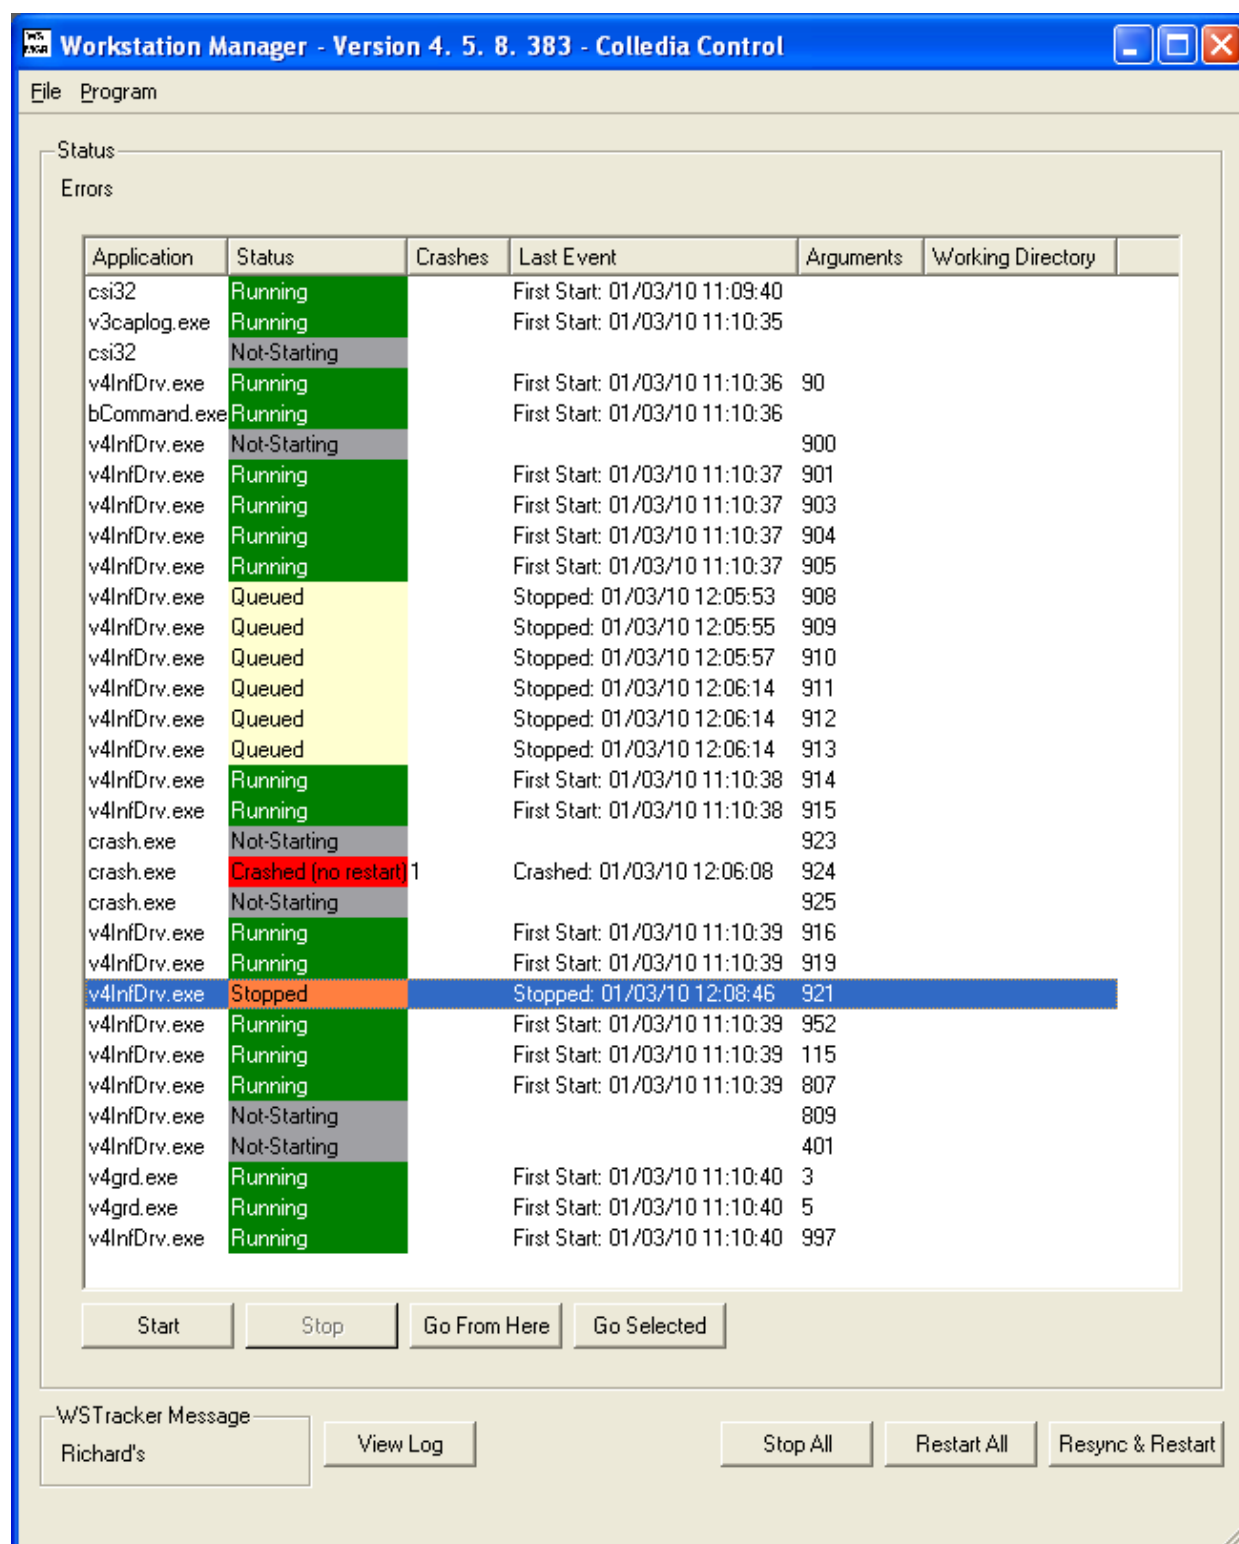 WS MGR Workstation Manager - Version 4. 5. 8. 383 - Colledia Control
File Program
Status
Errors
Application Status Crashes Last Event Arguments Working Directory
csi32 Running First Start: 01/03/10 11:09:40
v3caplog.exe Running First Start: 01/03/10 11:10:35
csi32 Not-Starting
v4InfDrv.exe Running First Start: 01/03/10 11:10:36 90
bCommand.exe Running First Start: 01/03/10 11:10:36
v4InfDrv.exe Not-Starting 900
v4InfDrv.exe Running First Start: 01/03/10 11:10:37 901
v4InfDrv.exe Running First Start: 01/03/10 11:10:37 903
v4InfDrv.exe Running First Start: 01/03/10 11:10:37 904
v4InfDrv.exe Running First Start: 01/03/10 11:10:37 905
v4InfDrv.exe Queued Stopped: 01/03/10 12:05:53 908
v4InfDrv.exe Queued Stopped: 01/03/10 12:05:55 909
v4InfDrv.exe Queued Stopped: 01/03/10 12:05:57 910
v4InfDrv.exe Queued Stopped: 01/03/10 12:06:14 911
v4InfDrv.exe Queued Stopped: 01/03/10 12:06:14 912
v4InfDrv.exe Queued Stopped: 01/03/10 12:06:14 913
v4InfDrv.exe Running First Start: 01/03/10 11:10:38 914
v4InfDrv.exe Running First Start: 01/03/10 11:10:38 915
crash.exe Not-Starting 923
crash.exe Crashed (no restart) 1 Crashed: 01/03/10 12:06:08 924
crash.exe Not-Starting 925
v4InfDrv.exe Running First Start: 01/03/10 11:10:39 916
v4InfDrv.exe Running First Start: 01/03/10 11:10:39 919
v4InfDrv.exe Stopped Stopped: 01/03/10 12:08:46 921
v4InfDrv.exe Running First Start: 01/03/10 11:10:39 952
v4InfDrv.exe Running First Start: 01/03/10 11:10:39 115
v4InfDrv.exe Running First Start: 01/03/10 11:10:39 807
v4InfDrv.exe Not-Starting 809
v4InfDrv.exe Not-Starting 401
v4grd.exe Running First Start: 01/03/10 11:10:40 3
v4grd.exe Running First Start: 01/03/10 11:10:40 5
v4InfDrv.exe Running First Start: 01/03/10 11:10:40 997
Start Stop Go From Here Go Selected
WSTracker Message
Richard's
View Log Stop All Restart All Resync & Restart